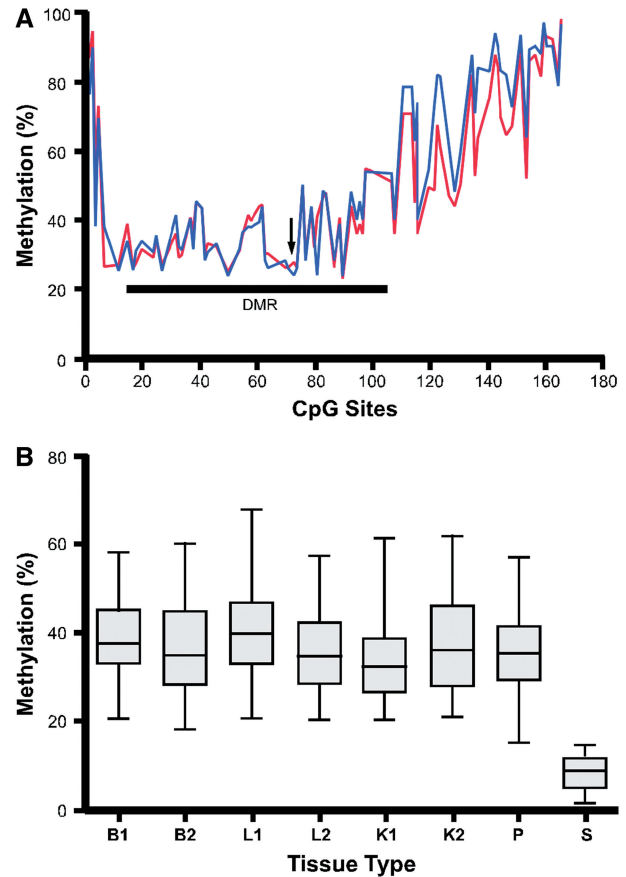 A
100
80
60
40
20
0
Methylation (%)
DMR
0 20 40 60 80 100 120 140 160 180
CpG Sites
B
80
60
40
20
0
Methylation (%)
B1 B2 L1 L2 K1 K2 P S
Tissue Type